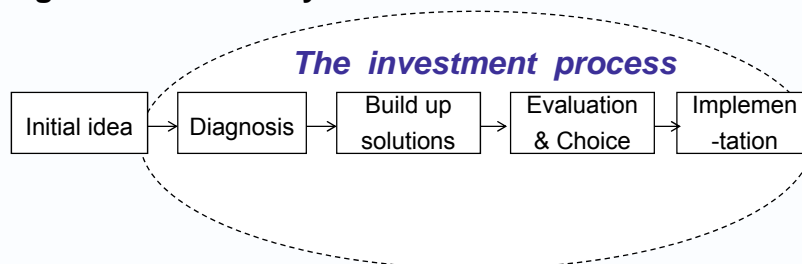 The investment process
Initial idea
Diagnosis
Build up
solutions
Evaluation
& Choice
Implemen
-tation